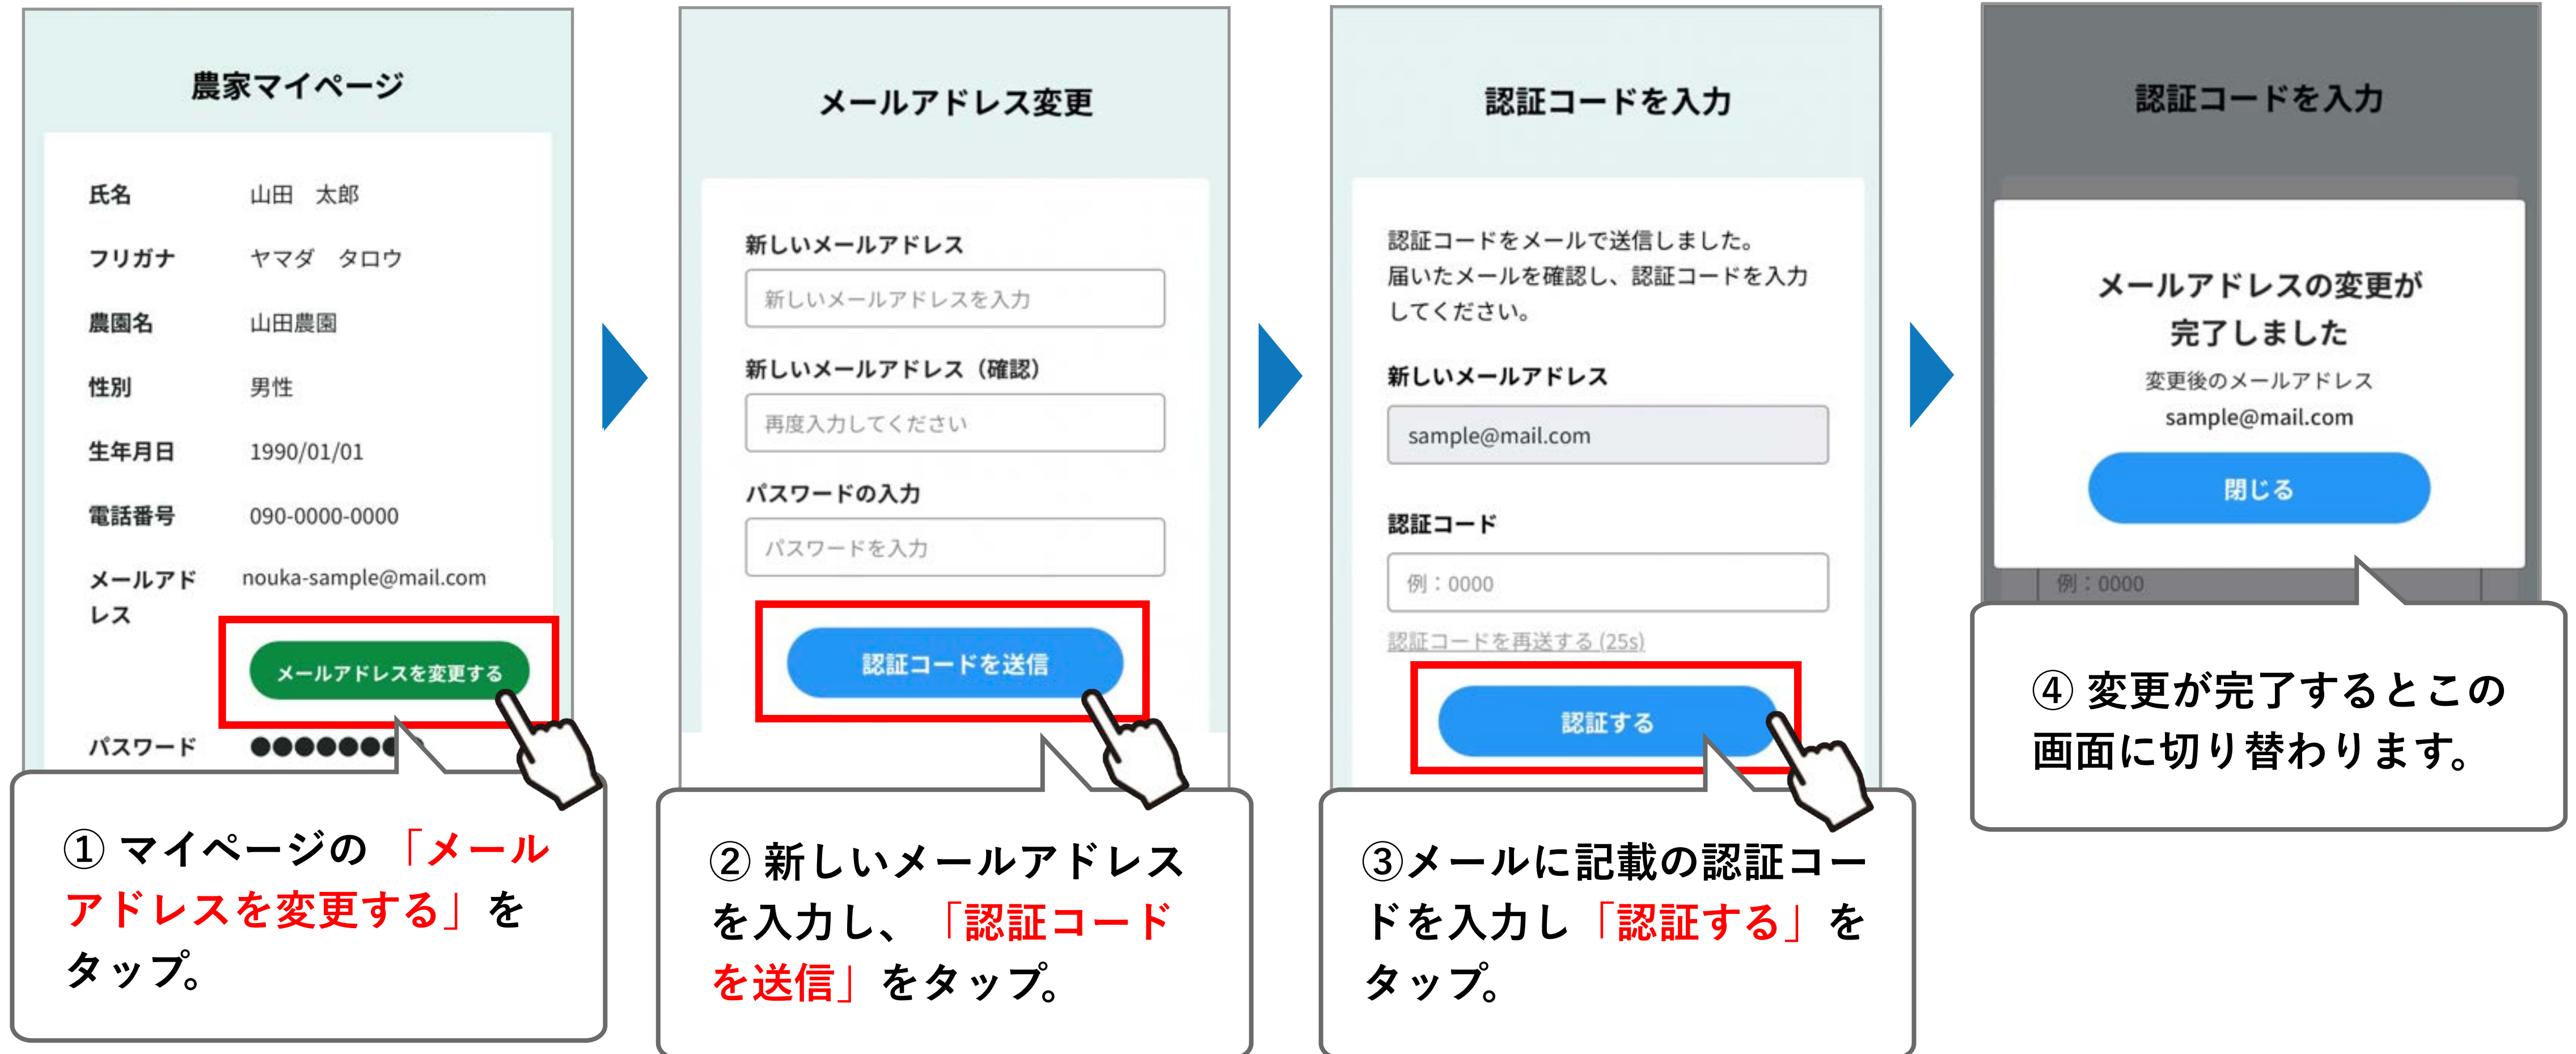 農家マイページ
氏名 山田　太郎
フリガナ ヤマダ　タロウ
農園名 山田農園
性別 男性
生年月日 1990/01/01
電話番号 090-0000-0000
メールアド nouka-sample@mail.com
レス
メールアドレスを変更する
パスワード ●●●●●●●
① マイページの 「メール
アドレスを変更する」を
タップ。
メールアドレス変更
新しいメールアドレス
新しいメールアドレスを入力
新しいメールアドレス（確認）
再度入力してください
パスワードの入力
パスワードを入力
認証コードを送信
② 新しいメールアドレス
を入力し、「認証コード
を送信」をタップ。
認証コードを入力
認証コードをメールで送信しました。
届いたメールを確認し、認証コードを入力
してください。
新しいメールアドレス
sample@mail.com
認証コード
例：0000
認証コードを再送する (25s)
認証する
③メールに記載の認証コー
ドを入力し「認証する」を
タップ。
認証コードを入力
メールアドレスの変更が
完了しました
変更後のメールアドレス
sample@mail.com
閉じる
例：0000
④ 変更が完了するとこの
画面に切り替わります。